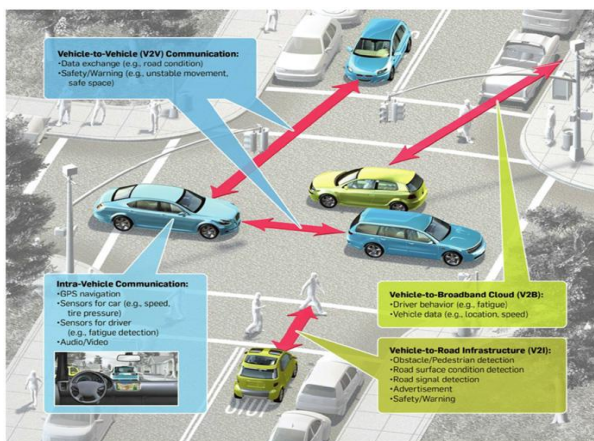 Vehicle-to-Vehicle (V2V) Communication:
•Data exchange (e.g., road condition)
•Safety/Warning (e.g., unstable movement,
safe space)
Intra-Vehicle Communication:
•GPS navigation
•Sensors for car (e.g., speed,
tire pressure)
•Sensors for driver
(e.g., fatigue detection)
•Audio/Video
Vehicle-to-Broadband Cloud (V2B):
•Driver behavior (e.g., fatigue)
•Vehicle data (e.g., location, speed)
Vehicle-to-Road Infrastructure (V2I):
•Obstacle/Pedestrian detection
•Road surface condition detection
•Road signal detection
•Advertisement
•Safety/Warning